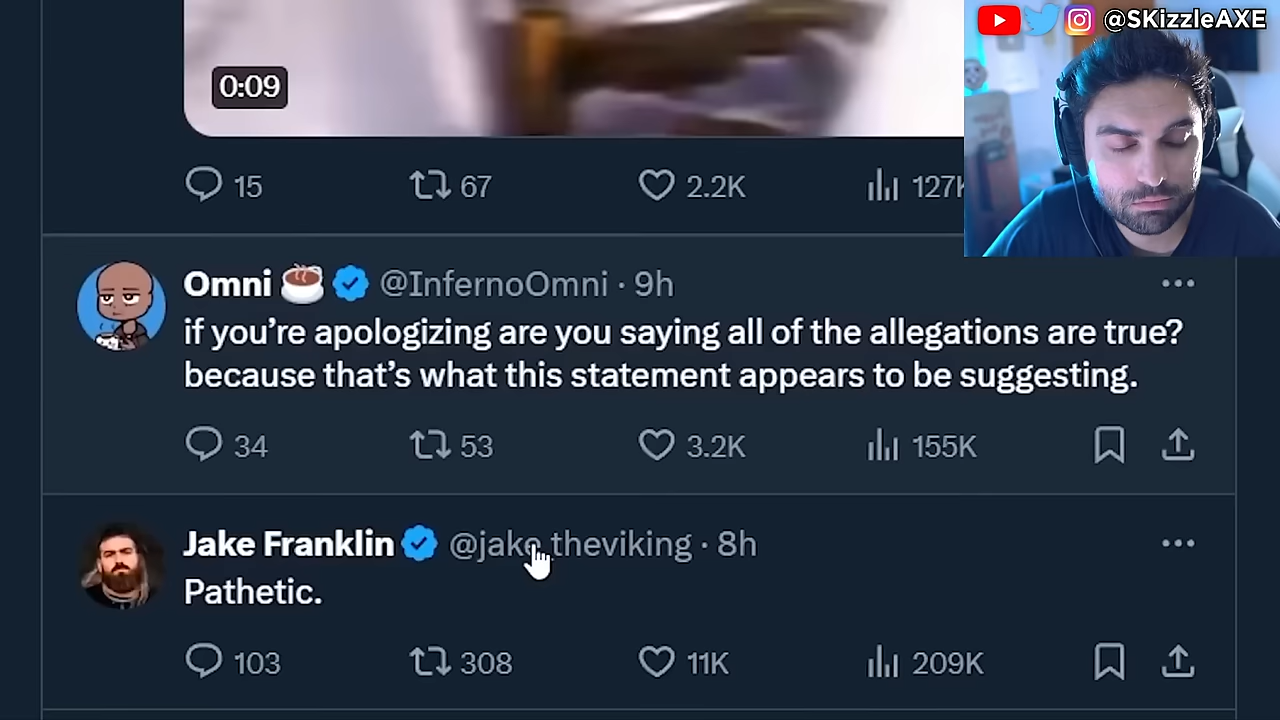 @SKizzleAXE
0:09
15 67 2.2K 127K
Omni @InfernoOmni · 9h
if you’re apologizing are you saying all of the allegations are true?
because that’s what this statement appears to be suggesting.
34 53 3.2K 155K
Jake Franklin @jake_theviking · 8h
Pathetic.
103 308 11K 209K